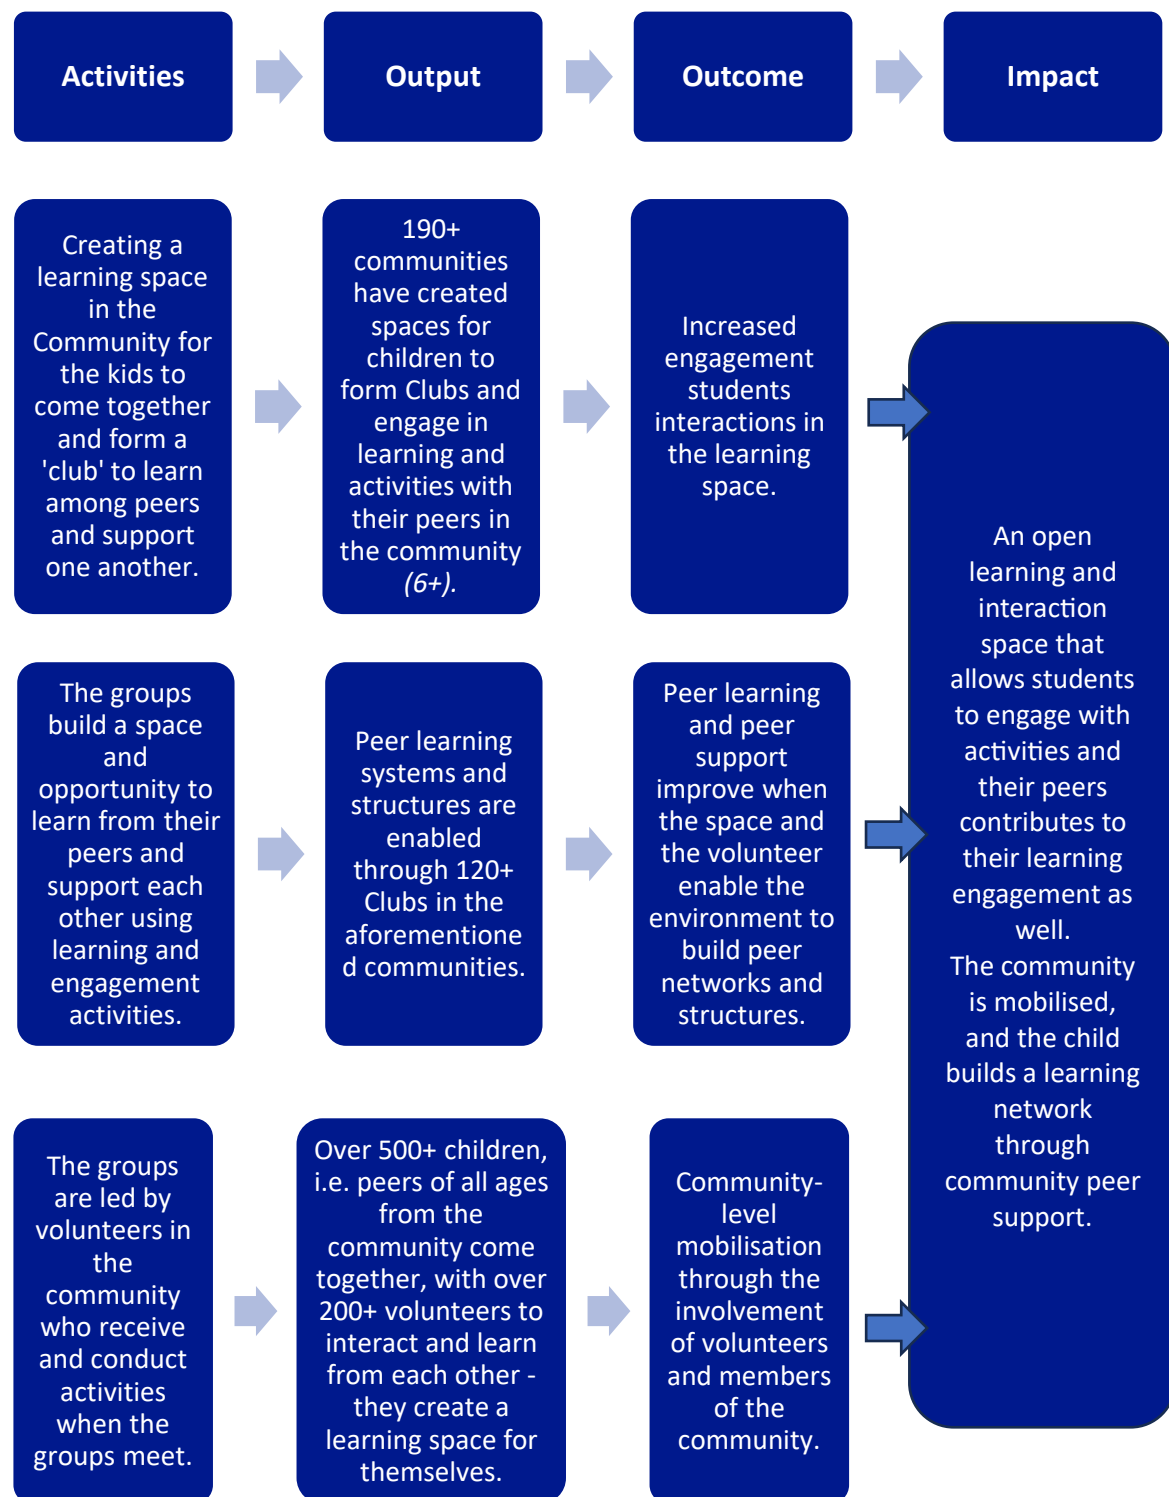 Activities
Output
Outcome
Impact
Creating a
learning space
in the
Community for
the kids to
come together
and form a
'club' to learn
among peers
and support
one another.
190+
communities
have created
spaces for
children to
form Clubs and
engage in
learning and
activities with
their peers in
the community
(6+).
Increased
engagement
students
interactions in
the learning
space.
The groups
build a space
and
opportunity to
learn from their
peers and
support each
other using
learning and
engagement
activities.
Peer learning
systems and
structures are
enabled
through 120+
Clubs in the
aforementione
d communities.
Peer learning
and peer
support
improve when
the space and
the volunteer
enable the
environment to
build peer
networks and
structures.
The groups
are led by
volunteers in
the
community
who receive
and conduct
activities
when the
groups meet.
Over 500+ children,
i.e. peers of all ages
from the
community come
together, with over
200+ volunteers to
interact and learn
from each other -
they create a
learning space for
themselves.
Community-
level
mobilisation
through the
involvement
of volunteers
and members
of the
community.
An open
learning and
interaction
space that
allows students
to engage with
activities and
their peers
contributes to
their learning
engagement as
well.
The community
is mobilised,
and the child
builds a learning
network
through
community peer
support.